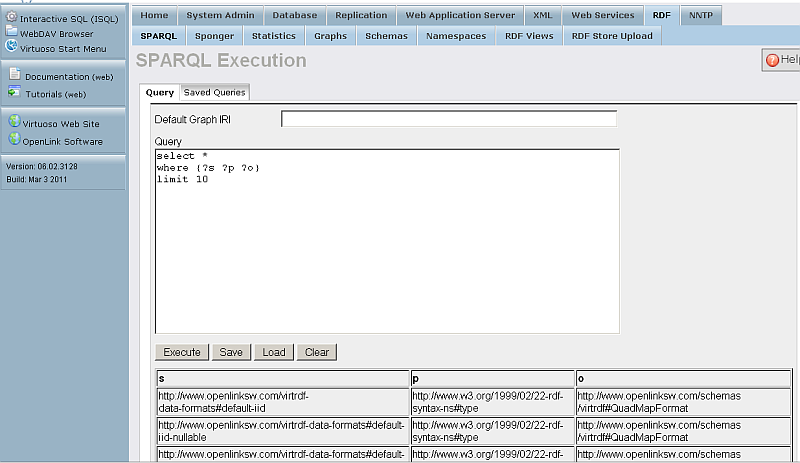 Interactive SQL (ISQL)
WebDAV Browser
Virtuoso Start Menu
Documentation (web)
Tutorials (web)
Virtuoso Web Site
OpenLink Software
Version: 06.02.3128
Build: Mar 3 2011
Home System Admin Database Replication Web Application Server XML Web Services RDF NNTP
SPARQL Sponger Statistics Graphs Schemas Namespaces RDF Views RDF Store Upload
SPARQL Execution
Help
Query Saved Queries
Default Graph IRI
Query
select *
where {?s ?p ?o}
limit 10
Execute Save Load Clear
s p o
http://www.openlinksw.com/virtrdf- http://www.w3.org/1999/02/22-rdf- http://www.openlinksw.com/schemas
data-formats#default-iid syntax-ns#type /virtrdf#QuadMapFormat
http://www.openlinksw.com/virtrdf-data-formats#default- http://www.w3.org/1999/02/22-rdf- http://www.openlinksw.com/schemas
iid-nullable syntax-ns#type /virtrdf#QuadMapFormat
http://www.openlinksw.com/virtrdf-data-formats#default- http://www.w3.org/1999/02/22-rdf- http://www.openlinksw.com/schemas